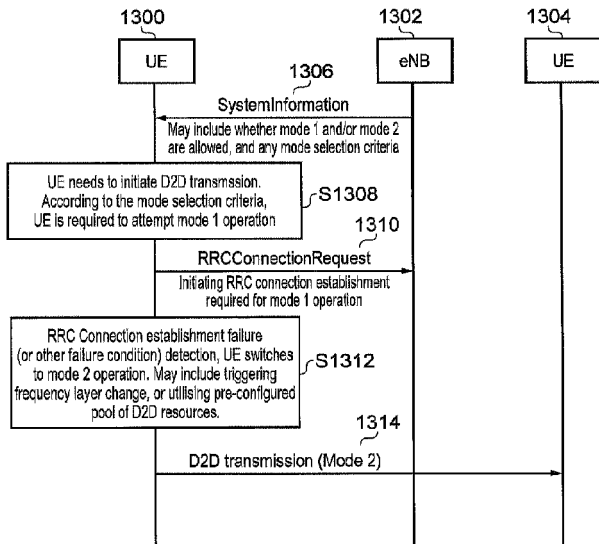 1300
1302
1304
UE
eNB
UE
1306
SystemInformation
May include whether mode 1 and/or mode 2
are allowed, and any mode selection criteria
UE needs to initiate D2D transmssion.
According to the mode selection criteria,
UE is required to attempt mode 1 operation
S1308
1310
RRCConnectionRequest
Initiating RRC connection establishment
required for mode 1 operation
RRC Connection establishment failure
(or other failure condition) detection, UE switches
to mode 2 operation. May include triggering
frequency layer change, or utilising pre-configured
pool of D2D resources.
S1312
1314
D2D transmission (Mode 2)